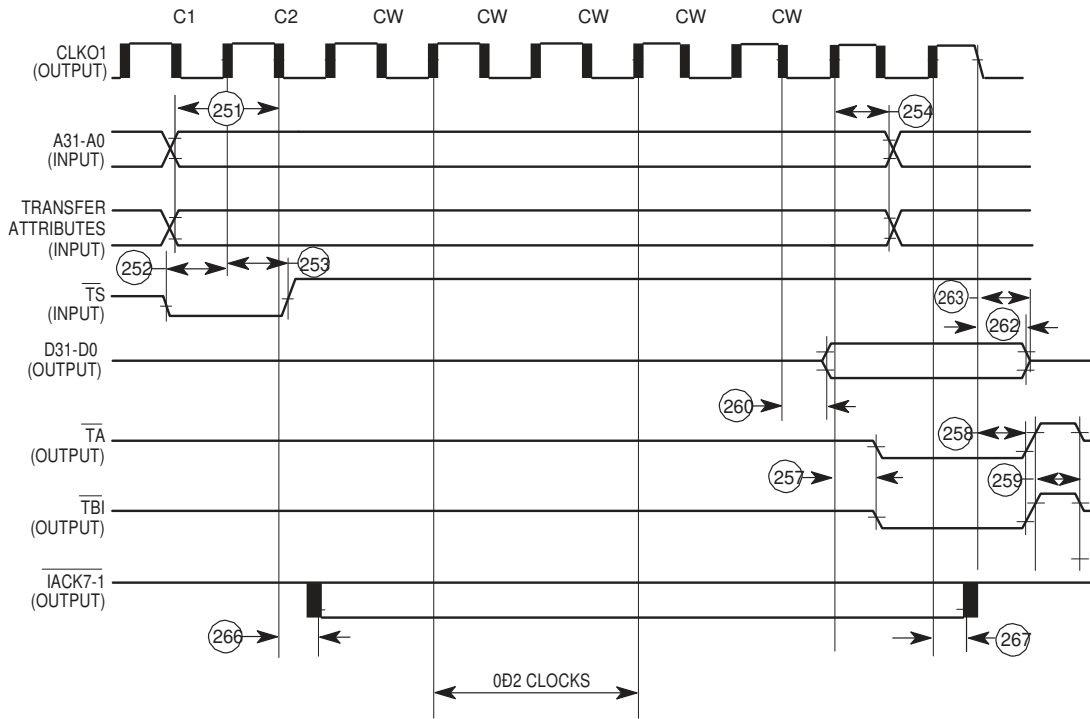 C1 C2 CW CW CW CW CW
CLKO1
(OUTPUT)
251
254
A31-A0
(INPUT)
TRANSFER
ATTRIBUTES
(INPUT)
252
253
TS
(INPUT)
263
262
D31-D0
(OUTPUT)
260
TA
(OUTPUT)
258
257
259
TBI
(OUTPUT)
IACK7-1
(OUTPUT)
266
267
0Ð2 CLOCKS